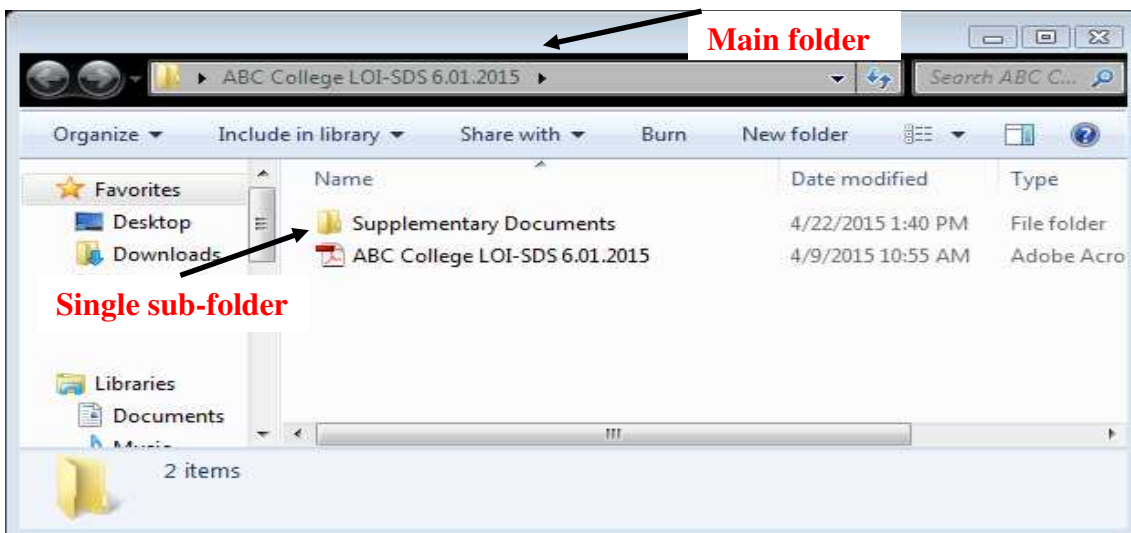 Main folder
ABC College LOI-SDS 6.01.2015
Search ABC C...
Organize Include in library Share with Burn New folder
Name Date modified Type
Favorites
Desktop
Downloads
Supplementary Documents 4/22/2015 1:40 PM File folder
ABC College LOI-SDS 6.01.2015 4/9/2015 10:55 AM Adobe Acro
Single sub-folder
Libraries
Documents
Music
2 items